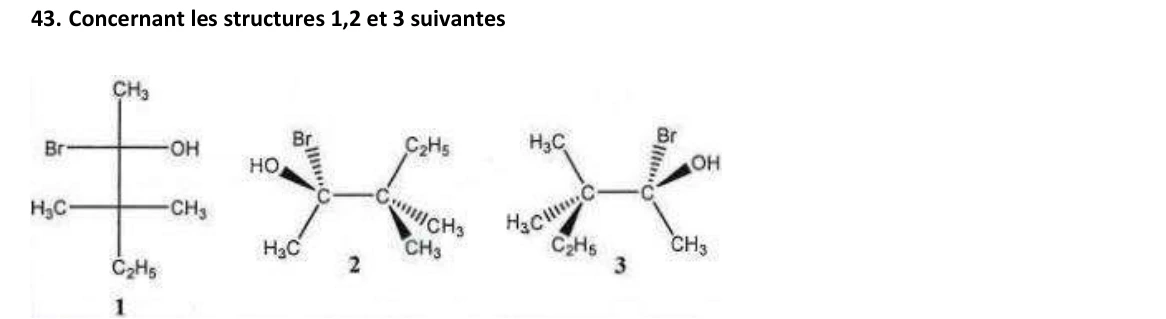 43. Concernant les structures 1,2 et 3 suivantes
CH3
Br OH
H3C CH3
C2H5
1
Br
HO
C2H5
C C
CH3
H3C
CH3
2
H3C
Br
OH
C C
H3C
C2H5
CH3
3